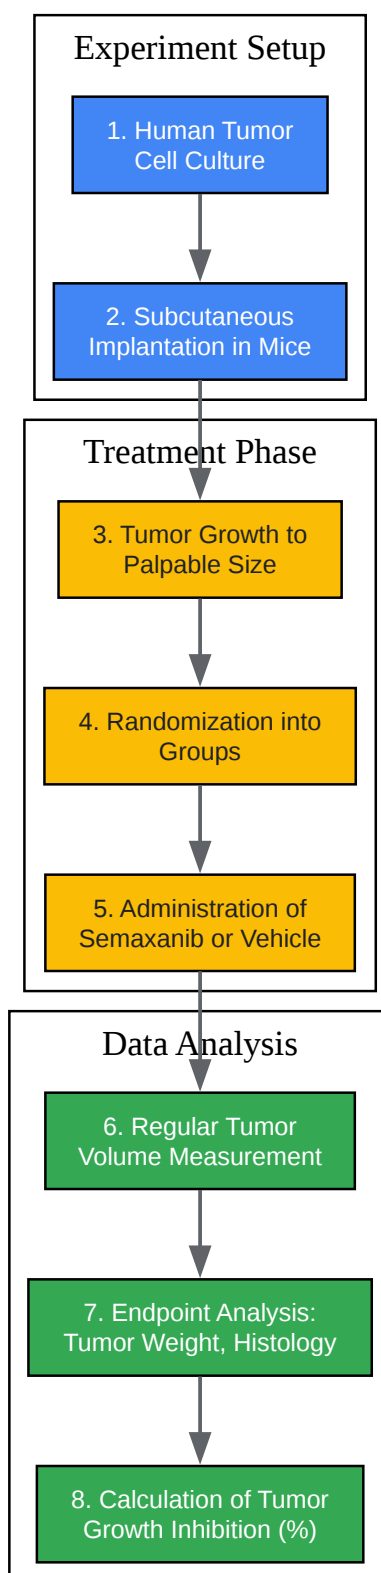 Experiment Setup
1. Human Tumor
Cell Culture
2. Subcutaneous
Implantation in Mice
Treatment Phase
3. Tumor Growth to
Palpable Size
4. Randomization into
Groups
5. Administration of
Semaxanib or Vehicle
Data Analysis
6. Regular Tumor
Volume Measurement
7. Endpoint Analysis:
Tumor Weight, Histology
8. Calculation of Tumor
Growth Inhibition (%)